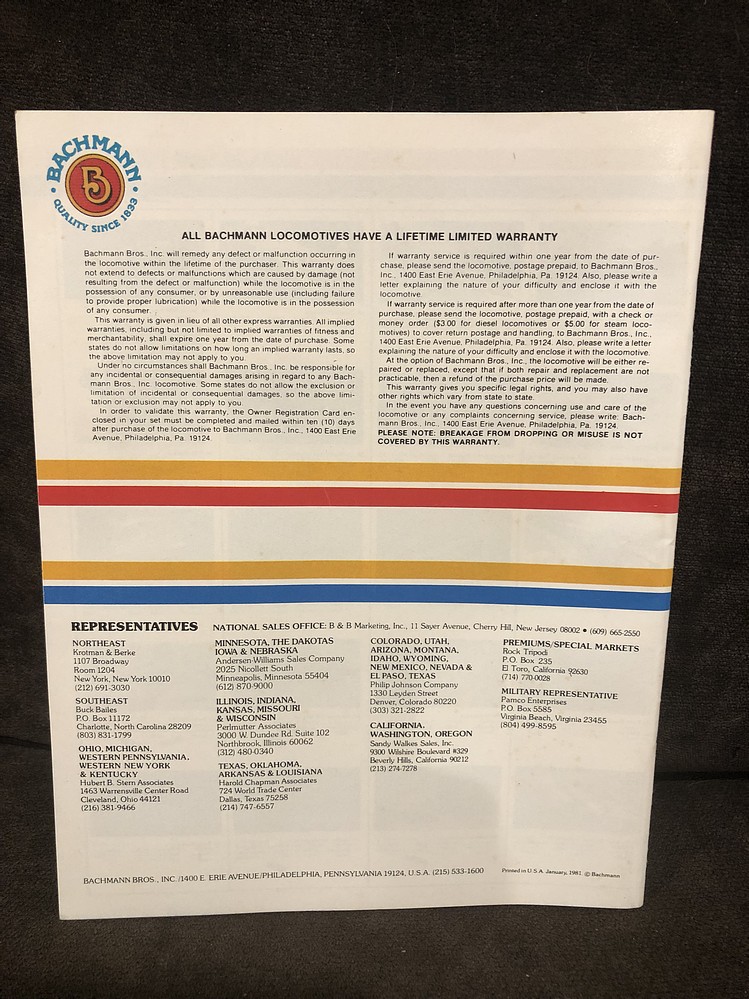 BACHMANN
B
QUALITY SINCE 1833
ALL BACHMANN LOCOMOTIVES HAVE A LIFETIME LIMITED WARRANTY
Bachmann Bros., Inc. will remedy any defect or malfunction occurring in
the locomotive within the lifetime of the purchaser. This warranty does
not extend to defects or malfunctions which are caused by damage (not
resulting from the defect or malfunction) while the locomotive is in the
possession of any consumer, or by unreasonable use (including failure
to provide proper lubrication) while the locomotive is in the possession
of any consumer.
This warranty is given in lieu of all other express warranties. All implied
warranties, including but not limited to implied warranties of fitness and
merchantability, shall expire one year from the date of purchase. Some
states do not allow limitations on how long an implied warranty lasts, so
the above limitation may not apply to you.
Under no circumstances shall Bachmann Bros., Inc. be responsible for
any incidental or consequential damages arising in regard to any Bach-
mann Bros., Inc. locomotive. Some states do not allow the exclusion or
limitation of incidental or consequential damages, so the above limi-
tation or exclusion may not apply to you.
In order to validate this warranty, the Owner Registration Card en-
closed in your set must be completed and mailed within ten (10) days
after purchase of the locomotive to Bachmann Bros., Inc., 1400 East Erie
Avenue, Philadelphia, Pa. 19124.
If warranty service is required within one year from the date of pur-
chase, please send the locomotive, postage prepaid, to Bachmann Bros.,
Inc., 1400 East Erie Avenue, Philadelphia, Pa. 19124. Also, please write a
letter explaining the nature of your difficulty and enclose it with the
locomotive.
If warranty service is required after more than one year from the date of
purchase, please send the locomotive, postage prepaid, with a check or
money order ($3.00 for diesel locomotives or $5.00 for steam loco-
motives) to cover return postage and handling, to Bachmann Bros., Inc.,
1400 East Erie Avenue, Philadelphia, Pa. 19124. Also, please write a letter
explaining the nature of your difficulty and enclose it with the locomotive.
At the option of Bachmann Bros., Inc., the locomotive will be either re-
paired or replaced, except that if both repair and replacement are not
practicable, then a refund of the purchase price will be made.
This warranty gives you specific legal rights, and you may also have
other rights which vary from state to state.
In the event you have any questions concerning use and care of the
locomotive or any complaints concerning service, please write: Bach-
mann Bros., Inc., 1400 East Erie Avenue, Philadelphia, Pa. 19124.
PLEASE NOTE: BREAKAGE FROM DROPPING OR MISUSE IS NOT
COVERED BY THIS WARRANTY.
REPRESENTATIVES NATIONAL SALES OFFICE: B & B Marketing, Inc., 11 Sayer Avenue, Cherry Hill, New Jersey 08002 • (609) 665-2550
NORTHEAST
Krotman & Berke
1107 Broadway
Room 1204
New York, New York 10010
(212) 691-3030
SOUTHEAST
Buck Bailes
P.O. Box 11172
Charlotte, North Carolina 28209
(803) 831-1799
OHIO, MICHIGAN,
WESTERN PENNSYLVANIA,
WESTERN NEW YORK
& KENTUCKY
Hubert B. Stern Associates
1463 Warrensville Center Road
Cleveland, Ohio 44121
(216) 381-9466
MINNESOTA, THE DAKOTAS
IOWA & NEBRASKA
Andersen-Williams Sales Company
2025 Nicollett South
Minneapolis, Minnesota 55404
(612) 870-9000
ILLINOIS, INDIANA,
KANSAS, MISSOURI
& WISCONSIN
Perlmutter Associates
3000 W. Dundee Rd. Suite 102
Northbrook, Illinois 60062
(312) 480-0340
TEXAS, OKLAHOMA,
ARKANSAS & LOUISIANA
Harold Chapman Associates
724 World Trade Center
Dallas, Texas 75258
(214) 747-6557
COLORADO, UTAH,
ARIZONA, MONTANA,
IDAHO, WYOMING,
NEW MEXICO, NEVADA &
EL PASO, TEXAS
Philip Johnson Company
1330 Leyden Street
Denver, Colorado 80220
(303) 321-2822
CALIFORNIA,
WASHINGTON, OREGON
Sandy Walkes Sales, Inc.
9300 Wilshire Boulevard #329
Beverly Hills, California 90212
(213) 274-7278
PREMIUMS/SPECIAL MARKETS
Rock Tripodi
P.O. Box 235
El Toro, California 92630
(714) 770-0028
MILITARY REPRESENTATIVE
Pamco Enterprises
P.O. Box 5585
Virginia Beach, Virginia 23455
(804) 499-8595
BACHMANN BROS., INC./1400 E. ERIE AVENUE/PHILADELPHIA, PENNSYLVANIA 19124, U.S.A. (215) 533-1600
Printed in U.S.A. January, 1981 © Bachmann